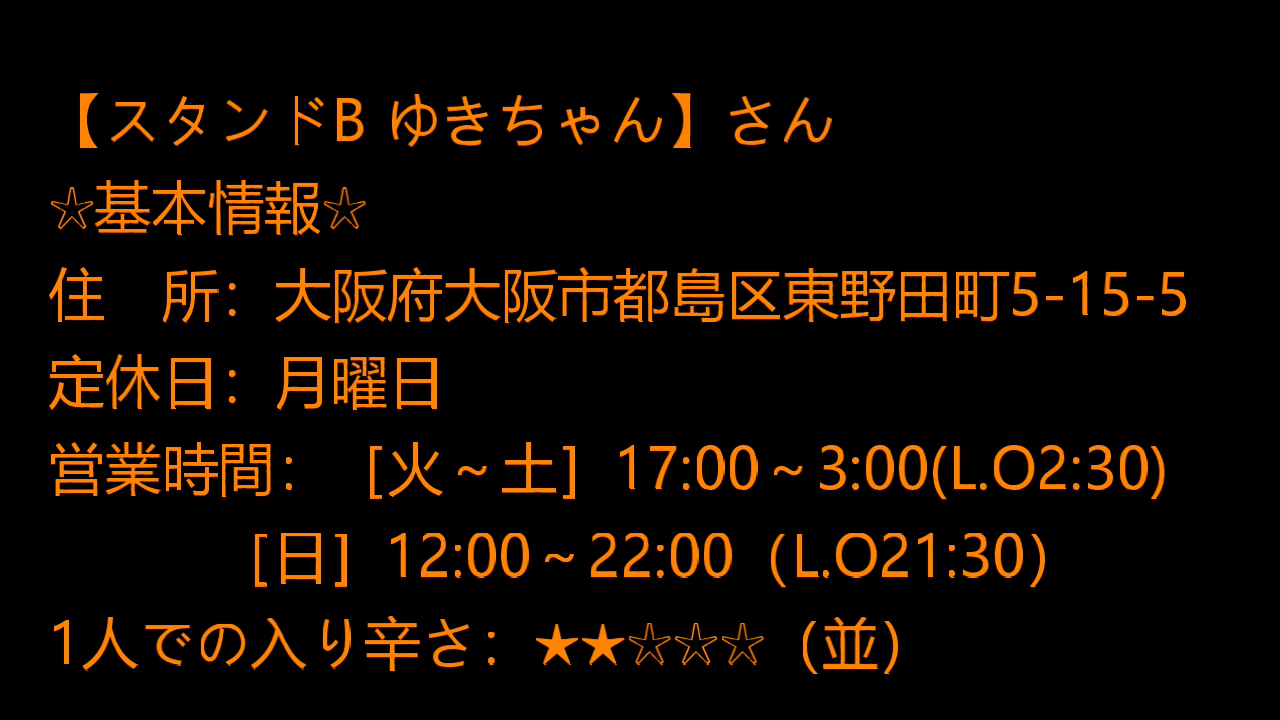 【スタンドB ゆきちゃん】さん
☆基本情報☆
住　所：大阪府大阪市都島区東野田町5-15-5
定休日：月曜日
営業時間：　[火～土］17:00～3:00(L.O2:30)
［日］12:00～22:00（L.O21:30）
1人での入り辛さ：★★☆☆☆（並）